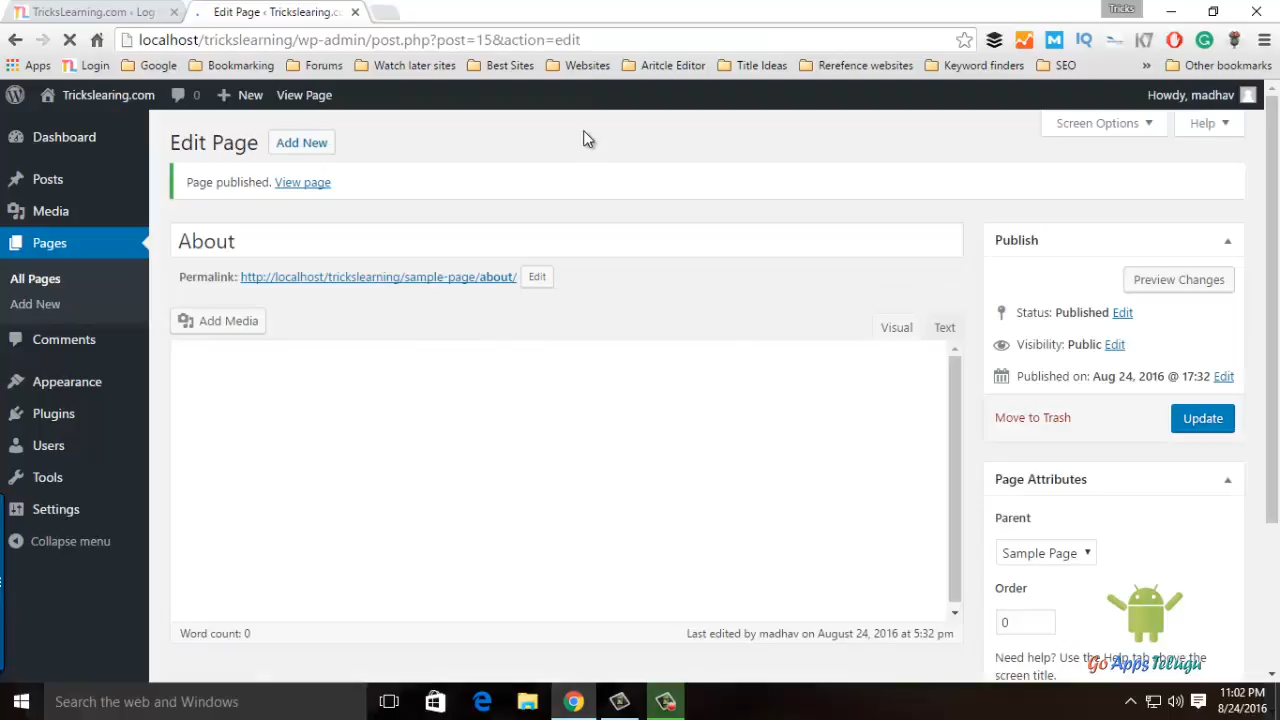 TricksLearning.com ‹ Log
Edit Page ‹ Trickslearing.c
Tricks
localhost/trickslearning/wp-admin/post.php?post=15&action=edit
Apps Login Google Bookmarking Forums Watch later sites Best Sites Websites Aritcle Editor Title Ideas Rerefence websites Keyword finders SEO » Other bookmarks
Trickslearing.com 0 New View Page Howdy, madhav
Screen Options Help
Edit Page Add New
Page published. View page
Dashboard
Posts
Media
Pages
All Pages
Add New
Comments
Appearance
Plugins
Users
Tools
Settings
Collapse menu
About
Permalink: http://localhost/trickslearning/sample-page/about/ Edit
Add Media
Visual Text
Word count: 0
Last edited by madhav on August 24, 2016 at 5:32 pm
Publish
Preview Changes
Status: Published Edit
Visibility: Public Edit
Published on: Aug 24, 2016 @ 17:32 Edit
Move to Trash Update
Page Attributes
Parent
Sample Page
Order
0
Need help? Use the Help tab above the
screen title.
Go Apps Telugu
Search the web and Windows
11:02 PM
8/24/2016